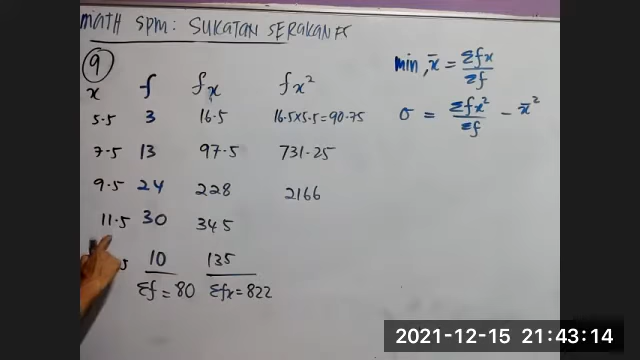 math spm: SUKATAN SERAKAN F5
9
x f fx fx²
5.5 3 16.5 16.5x5.5=90.75
7.5 13 97.5 731.25
9.5 24 228 2166
11.5 30 345
5 10 135
Σf=80 Σfx=822
min, x̄ = Σfx/Σf
σ = Σfx²/Σf - x̄²
2021-12-15 21:43:14